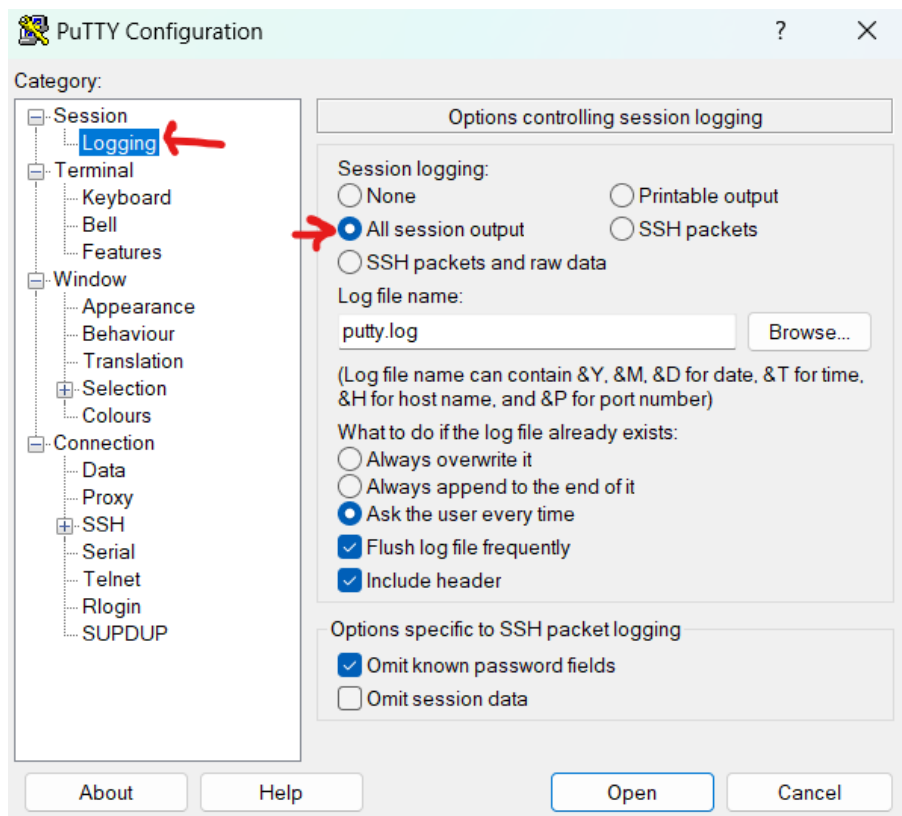 PuTTY Configuration
?
Category:
Session
Logging
Terminal
Keyboard
Bell
Features
Window
Appearance
Behaviour
Translation
Selection
Colours
Connection
Data
Proxy
SSH
Serial
Telnet
Rlogin
SUPDUP
Options controlling session logging
Session logging:
None
Printable output
All session output
SSH packets
SSH packets and raw data
Log file name:
putty.log
Browse...
(Log file name can contain &Y, &M, &D for date, &T for time,
&H for host name, and &P for port number)
What to do if the log file already exists:
Always overwrite it
Always append to the end of it
Ask the user every time
Flush log file frequently
Include header
Options specific to SSH packet logging
Omit known password fields
Omit session data
About
Help
Open
Cancel